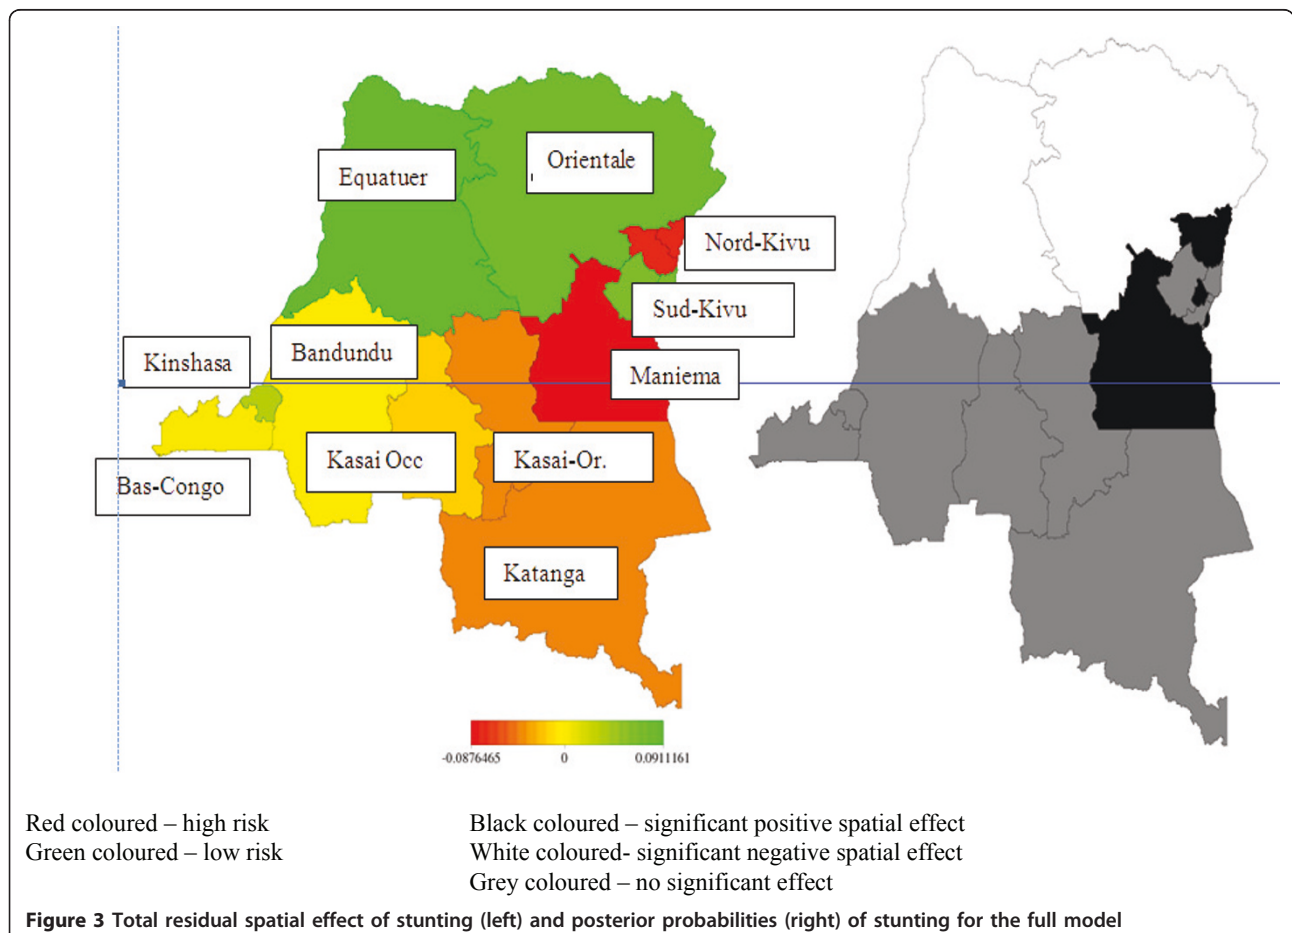 Equatuer
Orientale
Nord-Kivu
Sud-Kivu
Kinshasa
Bandundu
Maniema
Kasai Occ
Kasai-Or.
Bas-Congo
Katanga
-0.0876465 0 0.0911161
Red coloured – high risk
Green coloured – low risk
Black coloured – significant positive spatial effect
White coloured- significant negative spatial effect
Grey coloured – no significant effect
Figure 3 Total residual spatial effect of stunting (left) and posterior probabilities (right) of stunting for the full model